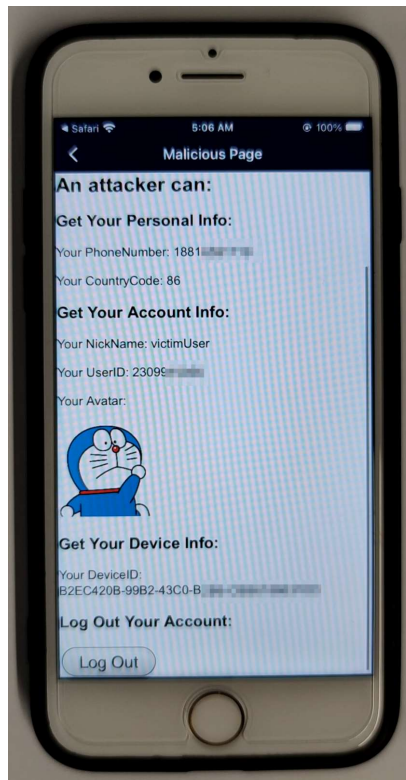 Safari
5:06 AM
100%
Malicious Page
An attacker can:
Get Your Personal Info:
Your PhoneNumber: 1881
Your CountryCode: 86
Get Your Account Info:
Your NickName: victimUser
Your UserID: 23099
Your Avatar:
Get Your Device Info:
Your DeviceID:
B2EC420B-99B2-43C0-B
Log Out Your Account:
Log Out